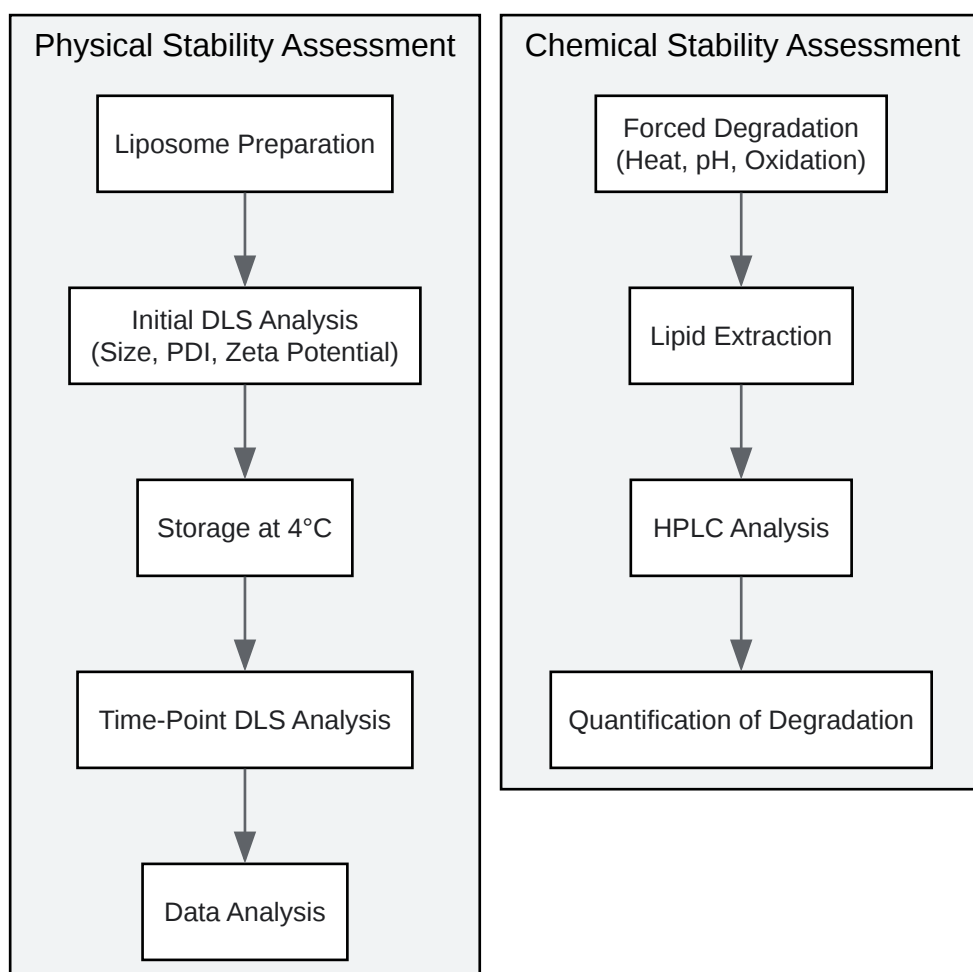 Physical Stability Assessment
Liposome Preparation
Initial DLS Analysis
(Size, PDI, Zeta Potential)
Storage at 4°C
Time-Point DLS Analysis
Data Analysis
Chemical Stability Assessment
Forced Degradation
(Heat, pH, Oxidation)
Lipid Extraction
HPLC Analysis
Quantification of Degradation